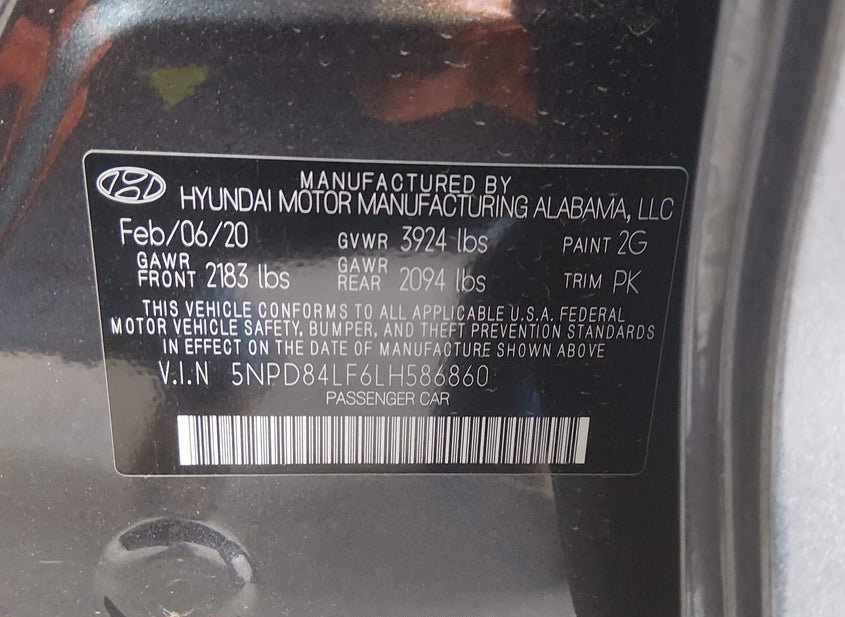 MANUFACTURED BY
HYUNDAI MOTOR MANUFACTURING ALABAMA, LLC
Feb/06/20 GVWR 3924 lbs PAINT 2G
GAWR FRONT 2183 lbs GAWR REAR 2094 lbs TRIM PK
THIS VEHICLE CONFORMS TO ALL APPLICABLE U.S.A. FEDERAL
MOTOR VEHICLE SAFETY, BUMPER, AND THEFT PREVENTION STANDARDS
IN EFFECT ON THE DATE OF MANUFACTURE SHOWN ABOVE
V.I.N 5NPD84LF6LH586860
PASSENGER CAR